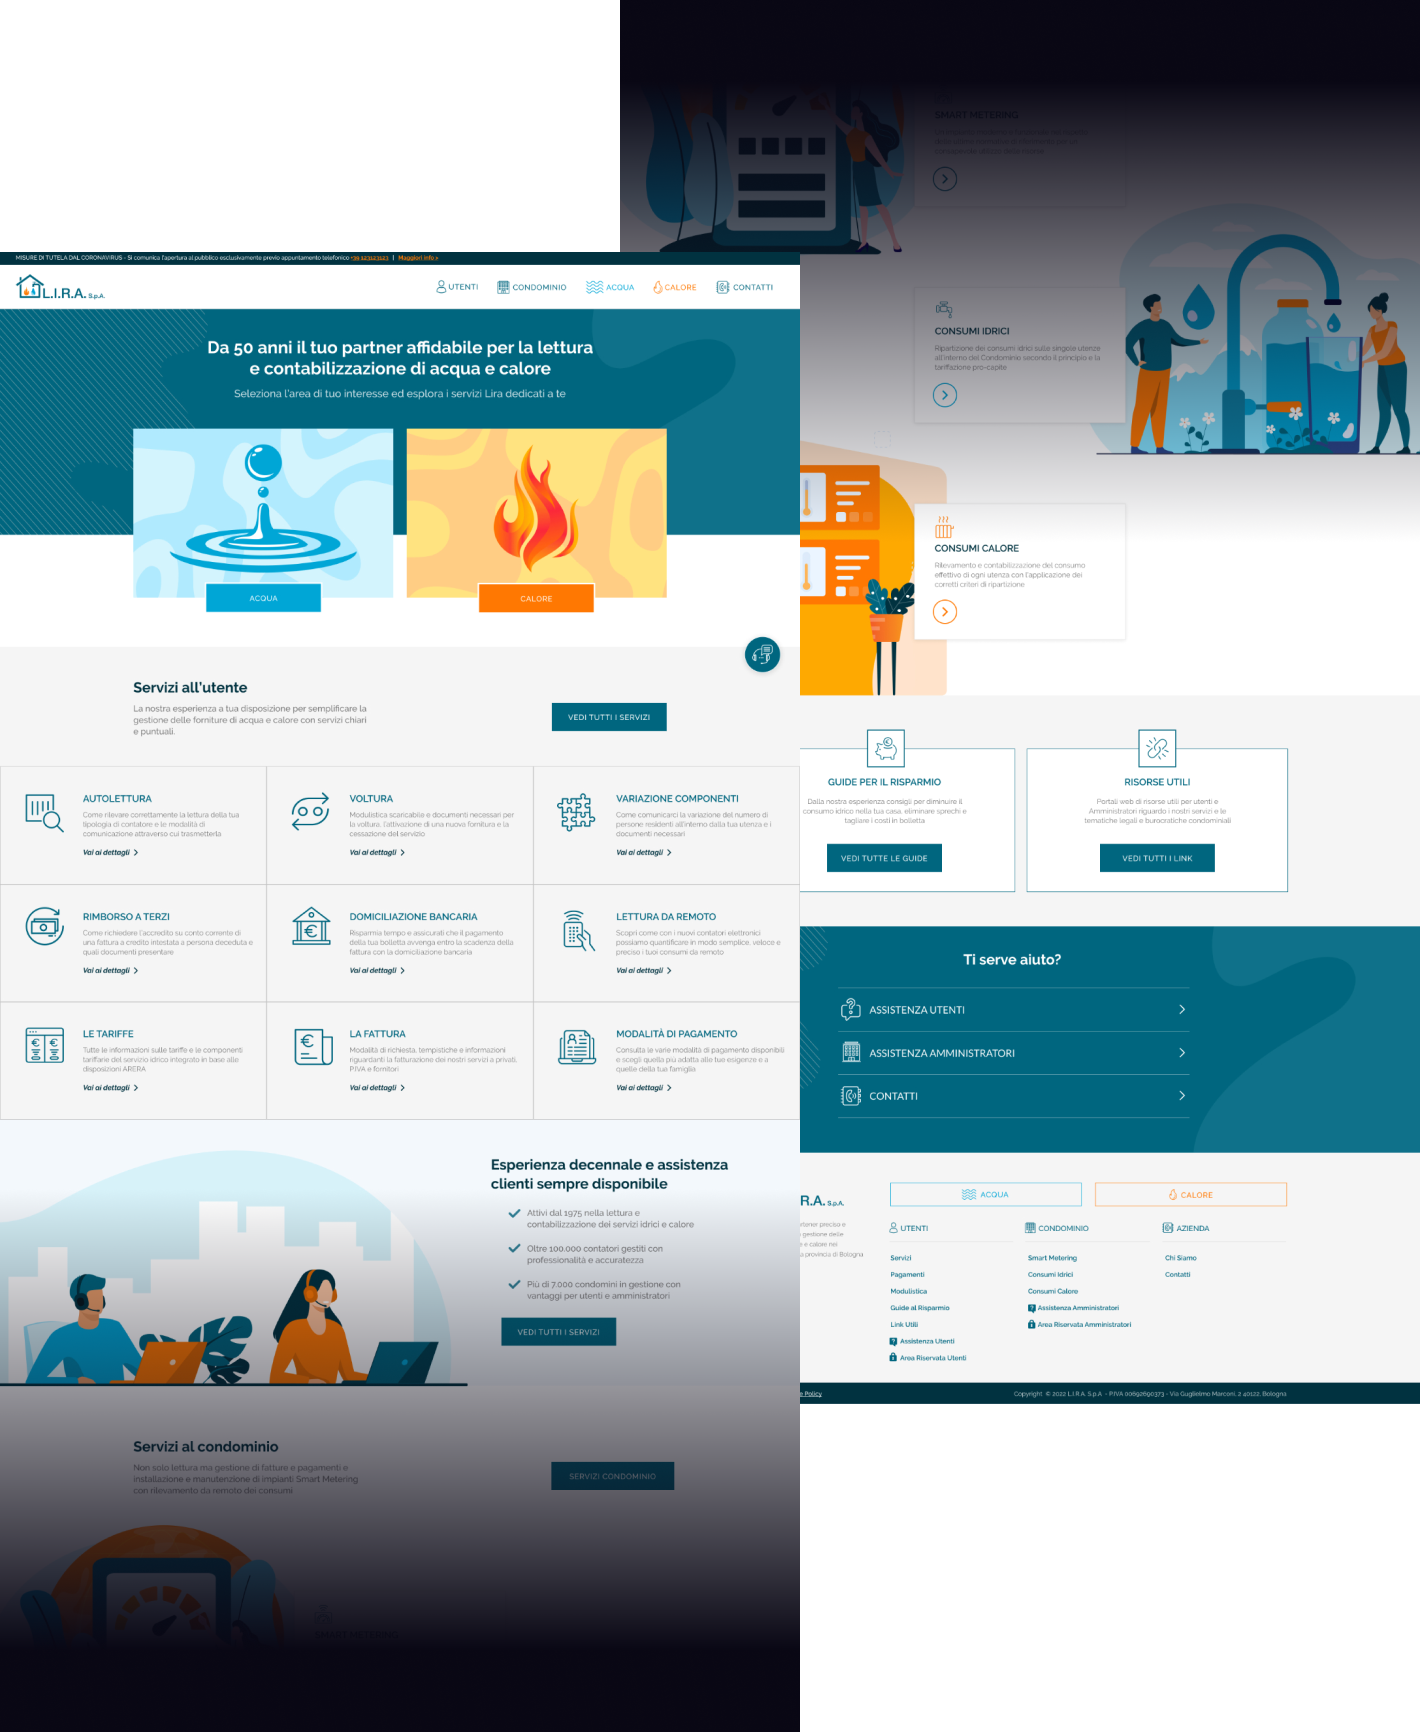 MISURE DI TUTELA DAL CORONAVIRUS - Si comunica l'apertura al pubblico esclusivamente previo appuntamento telefonico +39 123123123 | Maggiori info >
L.I.R.A. S.p.A.
UTENTI
CONDOMINIO
ACQUA
CALORE
CONTATTI
Da 50 anni il tuo partner affidabile per la lettura
e contabilizzazione di acqua e calore
Seleziona l'area di tuo interesse ed esplora i servizi Lira dedicati a te
ACQUA
CALORE
Servizi all'utente
La nostra esperienza a tua disposizione per semplificare la
gestione delle forniture di acqua e calore con servizi chiari
e puntuali.
VEDI TUTTI I SERVIZI
AUTOLETTURA
Come rilevare correttamente la lettura della tua
tipologia di contatore e le modalità di
comunicazione attraverso cui trasmetterla
Vai ai dettagli
VOLTURA
Modulistica scaricabile e documenti necessari per
la voltura, l'attivazione di una nuovo fornitura e la
cessazione del servizio
Vai ai dettagli
VARIAZIONE COMPONENTI
Come comunicarci la variazione del numero di
persone residenti all'interno dalla tua utenza e i
documenti necessari
Vai ai dettagli
RIMBORSO A TERZI
Come richiedere l'accredito su conto corrente di
una fattura a credito intestata a persona deceduta e
quali documenti presentare
Vai ai dettagli
DOMICILIAZIONE BANCARIA
Risparmia tempo e assicurati che il pagamento
della tua bolletta avvenga entro la scadenza della
fattura con la domiciliazione bancaria
Vai ai dettagli
LETTURA DA REMOTO
Scopri come con i nuovi contatori elettronici
possiamo quantificare in modo semplice, veloce e
preciso i tuoi consumi da remoto
Vai ai dettagli
LE TARIFFE
Tutte le informazioni sulle tariffe e le componenti
tariffarie del servizio idrico integrato in base alle
disposizioni ARERA
Vai ai dettagli
LA FATTURA
Modalità di richiesta, tempistiche e informazioni
riguardanti la fatturazione dei nostri servizi a privati,
P.IVA e fornitori
Vai ai dettagli
MODALITÀ DI PAGAMENTO
Consulta le varie modalità di pagamento disponibili
e scegli quella più adatta alle tue esigenze e a
quelle della tua famiglia
Vai ai dettagli
Esperienza decennale e assistenza
clienti sempre disponibile
Attivi dal 1975 nella lettura e
contabilizzazione dei servizi idrici e calore
Oltre 100.000 contatori gestiti con
professionalità e accuratezza
Più di 7.000 condomini in gestione con
vantaggi per utenti e amministratori
VEDI TUTTI I SERVIZI
Servizi al condominio
Non solo lettura ma gestione di fatture e pagamenti e
installazione e manutenzione di impianti Smart Metering
con rilevamento da remoto dei consumi
SERVIZI CONDOMINIO
SMART METERING
SMART METERING
CONSUMI IDRICI
Ripartizione dei consumi idrici sulle singole utenze
all'interno del Condominio secondo il principio e la
tariffazione pro-capite
CONSUMI CALORE
Rilevamento e contabilizzazione del consumo
effettivo di ogni utenza con l'applicazione dei
corretti criteri di ripartizione
GUIDE PER IL RISPARMIO
Dalla nostra esperienza consigli per diminuire il
consumo idrico nella tua casa, eliminare sprechi e
tagliare i costi in bolletta
VEDI TUTTE LE GUIDE
RISORSE UTILI
Portali web di risorse utili per utenti e
Amministratori riguardo i nostri servizi e le
tematiche legali e burocratiche condominiali
VEDI TUTTI I LINK
Ti serve aiuto?
ASSISTENZA UTENTI
ASSISTENZA AMMINISTRATORI
CONTATTI
R.A. S.p.A.
precisa e
gestione delle
e calore nel
provincia di Bologna
ACQUA
CALORE
UTENTI
Servizi
Pagamenti
Modulistica
Guide al Risparmio
Link Utili
Assistenza Utenti
Area Riservata Utenti
CONDOMINIO
Smart Metering
Consumi Idrici
Consumi Calore
Assistenza Amministratori
Area Riservata Amministratori
AZIENDA
Chi Siamo
Contatti
Policy
Copyright © 2022 L.I.R.A. S.p.A. - P.IVA 00692690373 - Via Guglielmo Marconi, 2 40122, Bologna